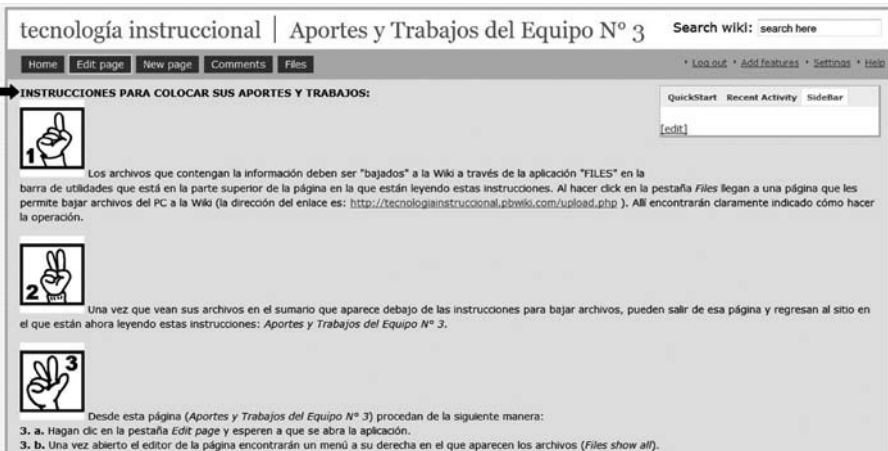 tecnología instruccional | Aportes y Trabajos del Equipo Nº 3
Search wiki: search here
Home Edit page New page Comments Files
Log out Add features Settings Help
INSTRUCCIONES PARA COLOCAR SUS APORTES Y TRABAJOS:
QuickStart Recent Activity SideBar
[edit]
1
Los archivos que contengan la información deben ser "bajados" a la Wiki a través de la aplicación "FILES" en la
barra de utilidades que está en la parte superior de la página en la que están leyendo estas instrucciones. Al hacer click en la pestaña Files llegan a una página que les
permite bajar archivos del PC a la Wiki (la dirección del enlace es: http://tecnologiainstruccional.pbwiki.com/upload.php ). Allí encontrarán claramente indicado cómo hacer
la operación.
2
Una vez que vean sus archivos en el sumario que aparece debajo de las instrucciones para bajar archivos, pueden salir de esa página y regresan al sitio en
el que están ahora leyendo estas instrucciones: Aportes y Trabajos del Equipo Nº 3.
3
Desde esta página (Aportes y Trabajos del Equipo Nº 3) procedan de la siguiente manera:
3. a. Hagan clic en la pestaña Edit page y esperen a que se abra la aplicación.
3. b. Una vez abierto el editor de la página encontrarán un menú a su derecha en el que aparecen los archivos (Files show all).